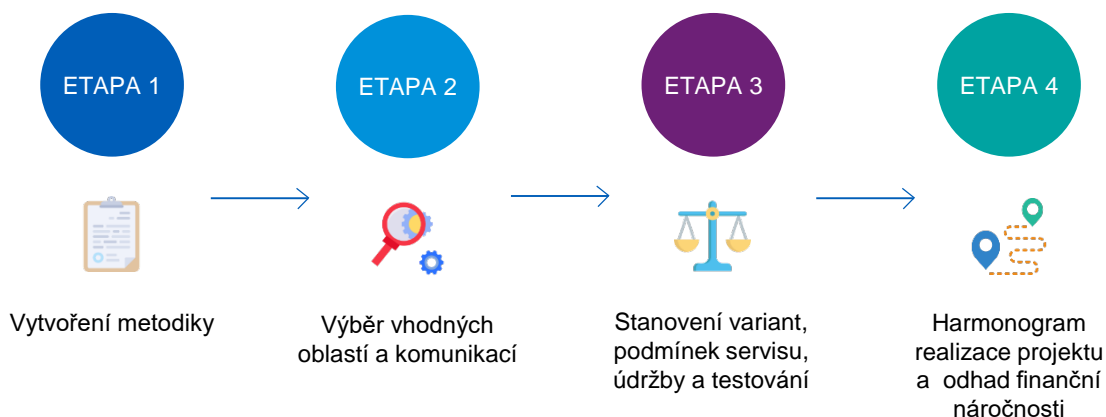 ETAPA 1
ETAPA 2
ETAPA 3
ETAPA 4
Vytvoření metodiky
Výběr vhodných
oblastí a komunikací
Stanovení variant,
podmínek servisu,
údržby a testování
Harmonogram
realizace projektu
a odhad finanční
náročnosti